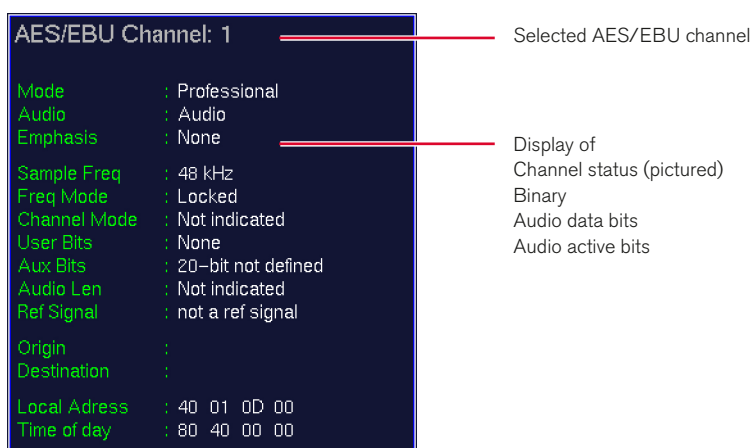 AES/EBU Channel: 1
Mode : Professional
Audio : Audio
Emphasis : None
Sample Freq : 48 kHz
Freq Mode : Locked
Channel Mode : Not indicated
User Bits : None
Aux Bits : 20-bit not defined
Audio Len : Not indicated
Ref Signal : not a ref signal
Origin :
Destination :
Local Adress : 40 01 0D 00
Time of day : 80 40 00 00
Selected AES/EBU channel
Display of
Channel status (pictured)
Binary
Audio data bits
Audio active bits